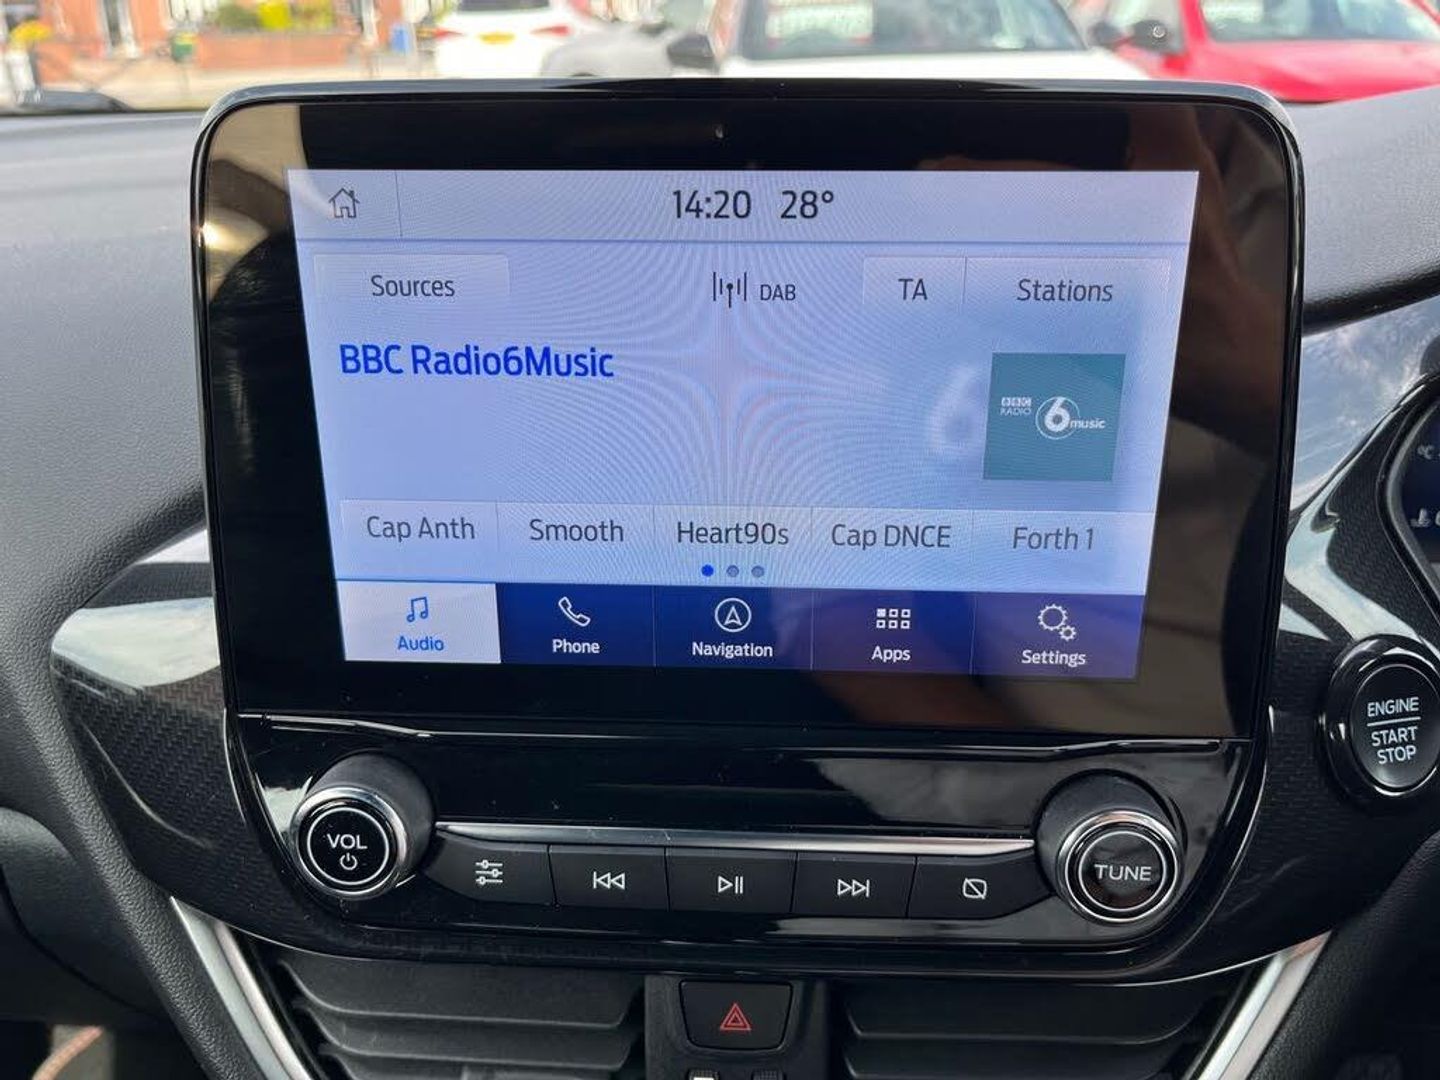 14:20 28°
Sources DAB TA Stations
BBC Radio6Music
BBC
RADIO 6 music
Cap Anth Smooth Heart90s Cap DNCE Forth 1
Audio Phone Navigation Apps Settings
ENGINE
START
STOP
VOL
TUNE
°C